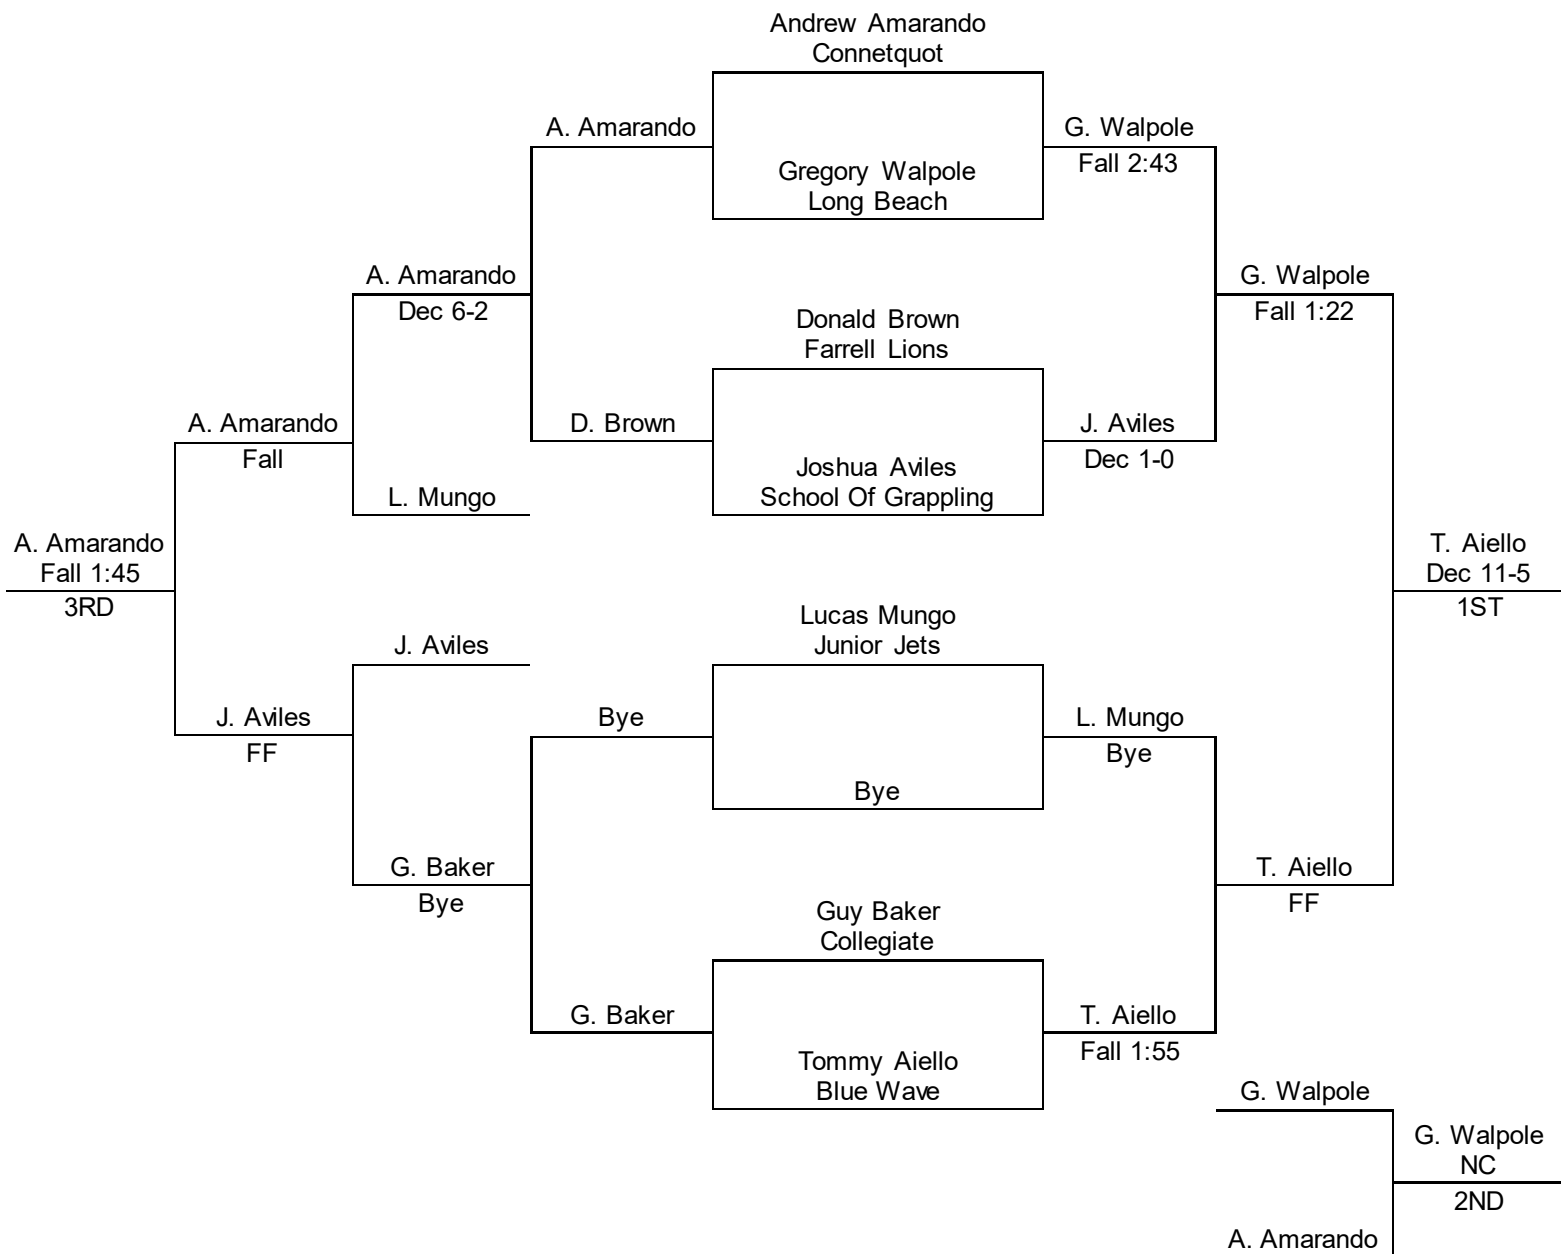 Andrew Amarando
Connetquot
A. Amarando
G. Walpole
Fall 2:43
Gregory Walpole
Long Beach
A. Amarando
Dec 6-2
G. Walpole
Fall 1:22
Donald Brown
Farrell Lions
A. Amarando
Fall
D. Brown
J. Aviles
Dec 1-0
Joshua Aviles
School Of Grappling
L. Mungo
A. Amarando
Fall 1:45
3RD
T. Aiello
Dec 11-5
1ST
Lucas Mungo
Junior Jets
J. Aviles
J. Aviles
FF
Bye
L. Mungo
Bye
Bye
G. Baker
Bye
T. Aiello
FF
Guy Baker
Collegiate
G. Baker
T. Aiello
Fall 1:55
Tommy Aiello
Blue Wave
G. Walpole
G. Walpole
NC
2ND
A. Amarando